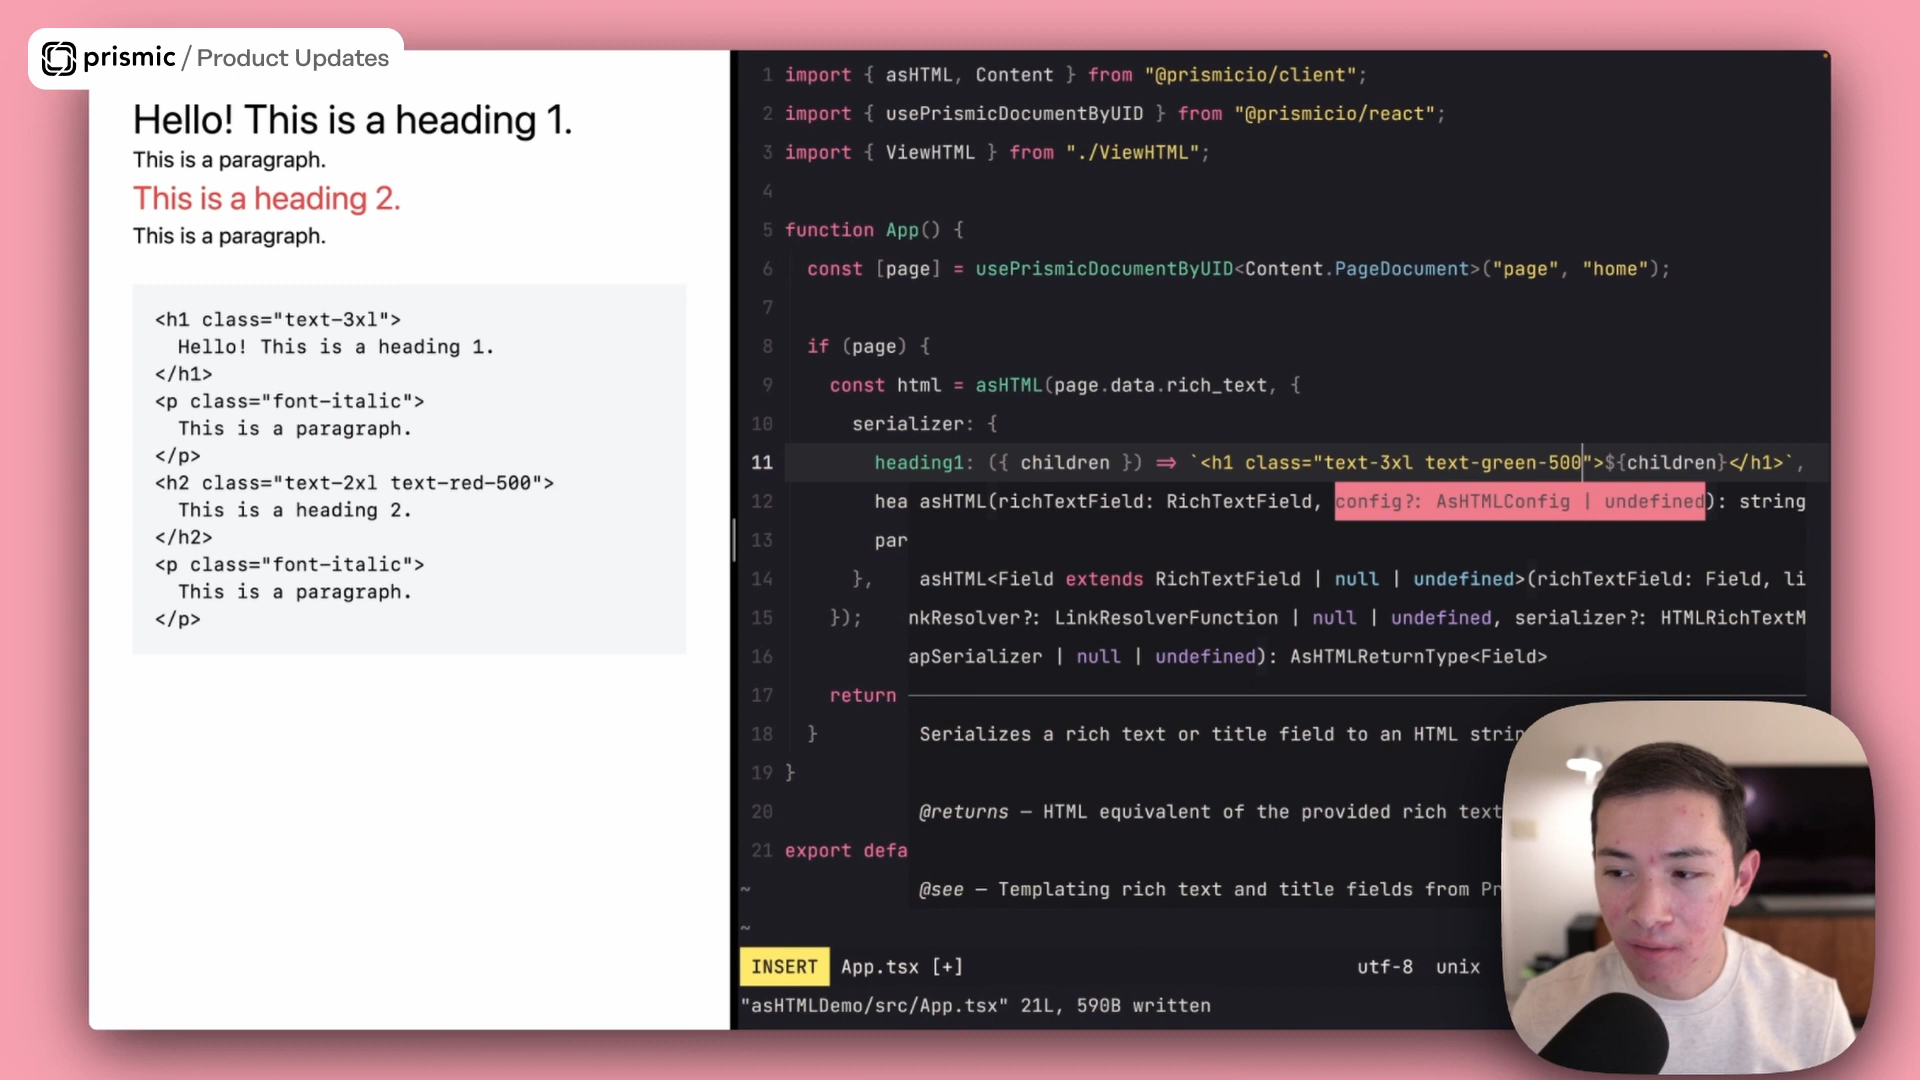 prismic / Product Updates
Hello! This is a heading 1.
This is a paragraph.
This is a heading 2.
This is a paragraph.
<h1 class="text-3xl">
Hello! This is a heading 1.
</h1>
<p class="font-italic">
This is a paragraph.
</p>
<h2 class="text-2xl text-red-500">
This is a heading 2.
</h2>
<p class="font-italic">
This is a paragraph.
</p>
1 import { asHTML, Content } from "@prismicio/client";
2 import { usePrismicDocumentByUID } from "@prismicio/react";
3 import { ViewHTML } from "./ViewHTML";
4
5 function App() {
6 const [page] = usePrismicDocumentByUID<Content.PageDocument>("page", "home");
7
8 if (page) {
9 const html = asHTML(page.data.rich_text, {
10 serializer: {
11 heading1: ({ children }) => `<h1 class="text-3xl text-green-500">${children}</h1>`,
12 hea asHTML(richTextField: RichTextField, config?: AsHTMLConfig | undefined): string
13 par
14 }, asHTML<Field extends RichTextField | null | undefined>(richTextField: Field, li
15 }); nkResolver?: LinkResolverFunction | null | undefined, serializer?: HTMLRichTextM
16 apSerializer | null | undefined): AsHTMLReturnType<Field>
17 return
18 } Serializes a rich text or title field to an HTML strin
19 }
20 @returns – HTML equivalent of the provided rich text
21 export defa
~ @see – Templating rich text and title fields from Pr
~
INSERT App.tsx [+] utf-8 unix
"asHTMLDemo/src/App.tsx" 21L, 590B written